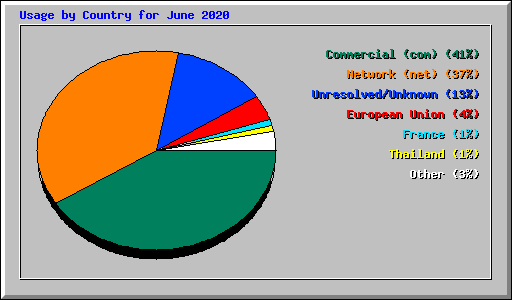 Usage by Country for June 2020
Commercial (com) (41%)
Network (net) (37%)
Unresolved/Unknown (13%)
European Union (4%)
France (1%)
Thailand (1%)
Other (3%)